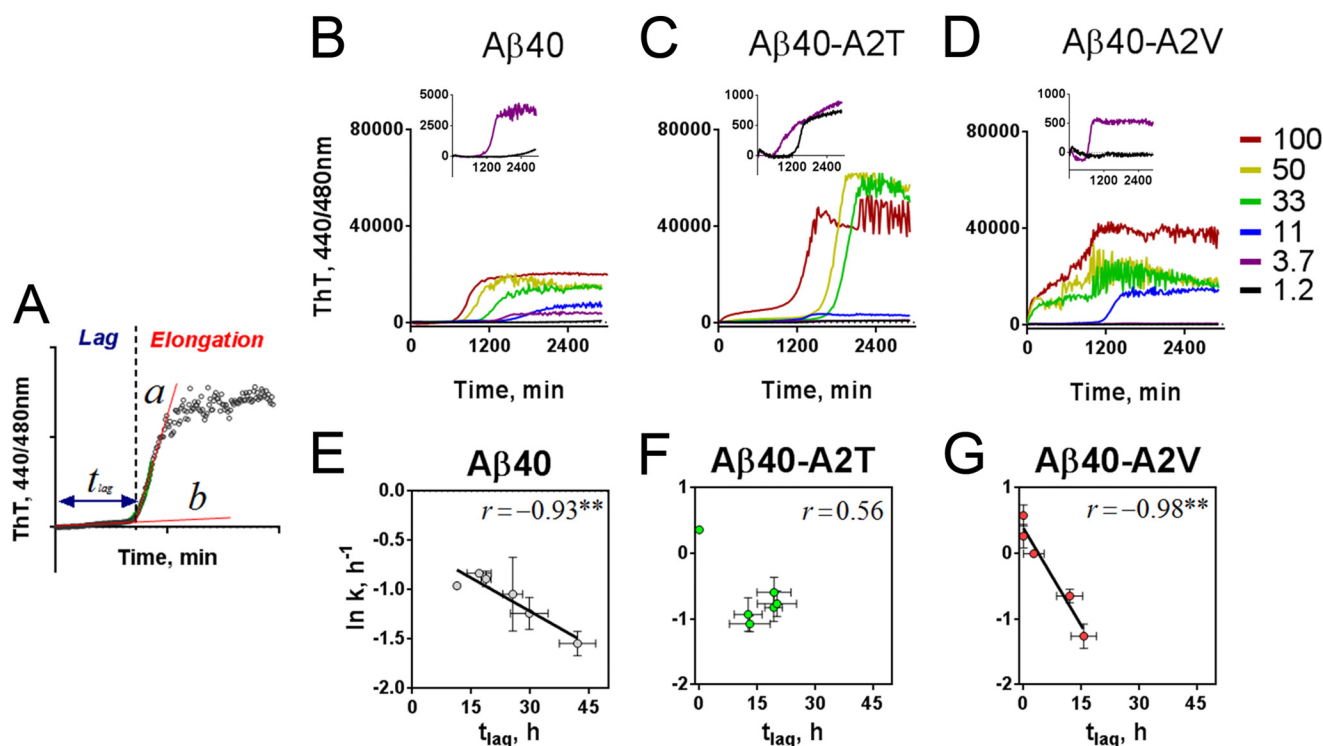 B
Aβ40
C
Aβ40-A2T
D
Aβ40-A2V
ThT, 440/480nm
80000
40000
0
0
1200
2400
Time, min
5000
2500
0
1200
2400
80000
40000
0
0
1200
2400
Time, min
1000
500
0
1200
2400
80000
40000
0
0
1200
2400
Time, min
1000
500
0
1200
2400
100
50
33
11
3.7
1.2
A
Lag
Elongation
a
t lag
b
ThT, 440/480nm
Time, min
E
Aβ40
r = −0.93**
ln k, h-1
0.0
-0.5
-1.0
-1.5
-2.0
0
15
30
45
tlag, h
F
Aβ40-A2T
r = 0.56
1
0
-1
-2
0
15
30
45
tlag, h
G
Aβ40-A2V
r = −0.98**
1
0
-1
-2
0
15
30
45
tlag, h